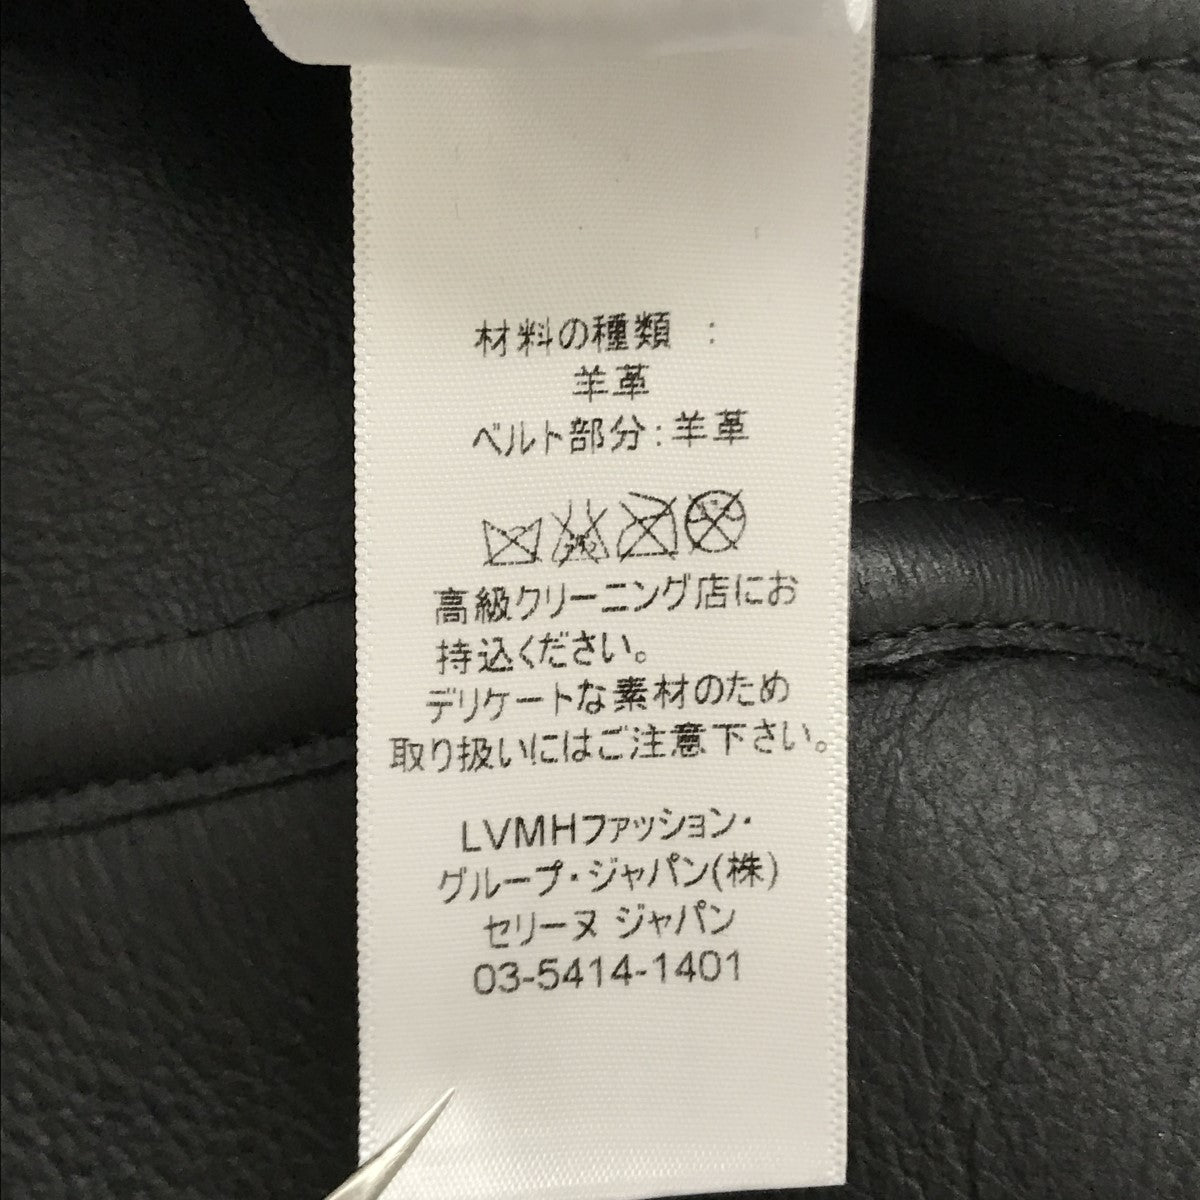 材料の種類 :
羊革
ベルト部分 : 羊革
高級クリーニング店にお
持込ください。
デリケートな素材のため
取り扱いにはご注意下さい。
LVMHファッション・
グループ・ジャパン(株)
セリーヌ ジャパン
03-5414-1401